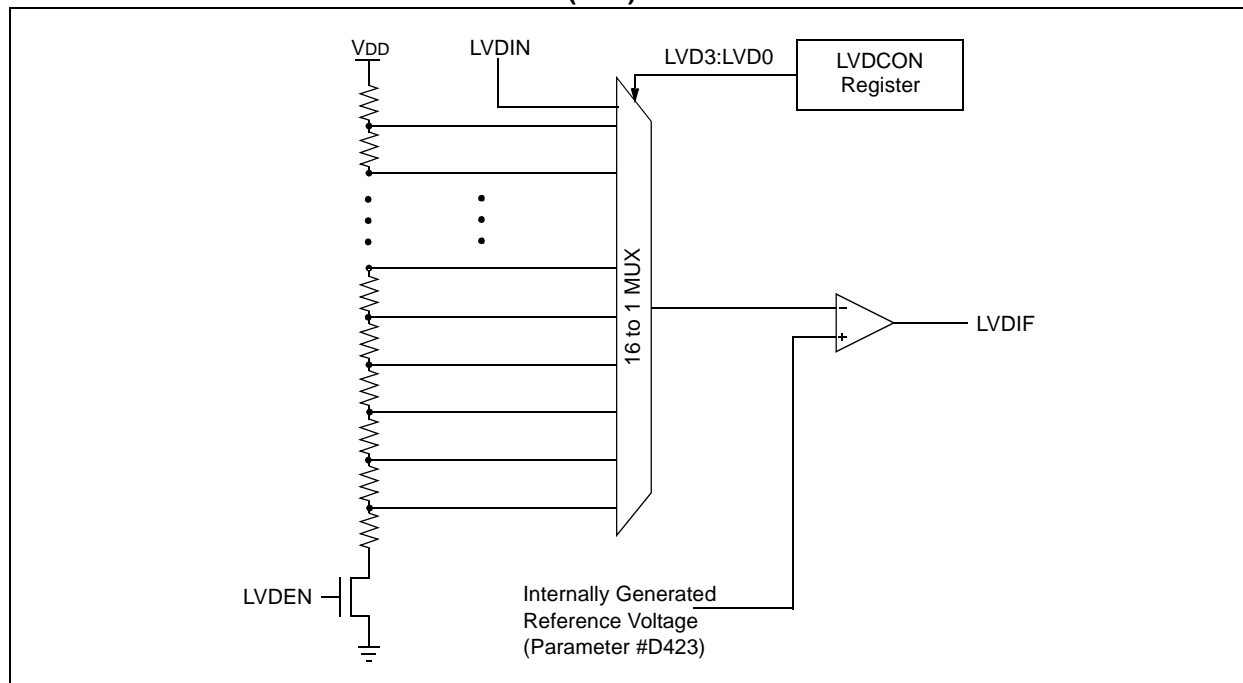 VDD
LVDIN
LVD3:LVD0
LVDCON
Register
16 to 1 MUX
–
+
LVDIF
LVDEN
Internally Generated
Reference Voltage
(Parameter #D423)